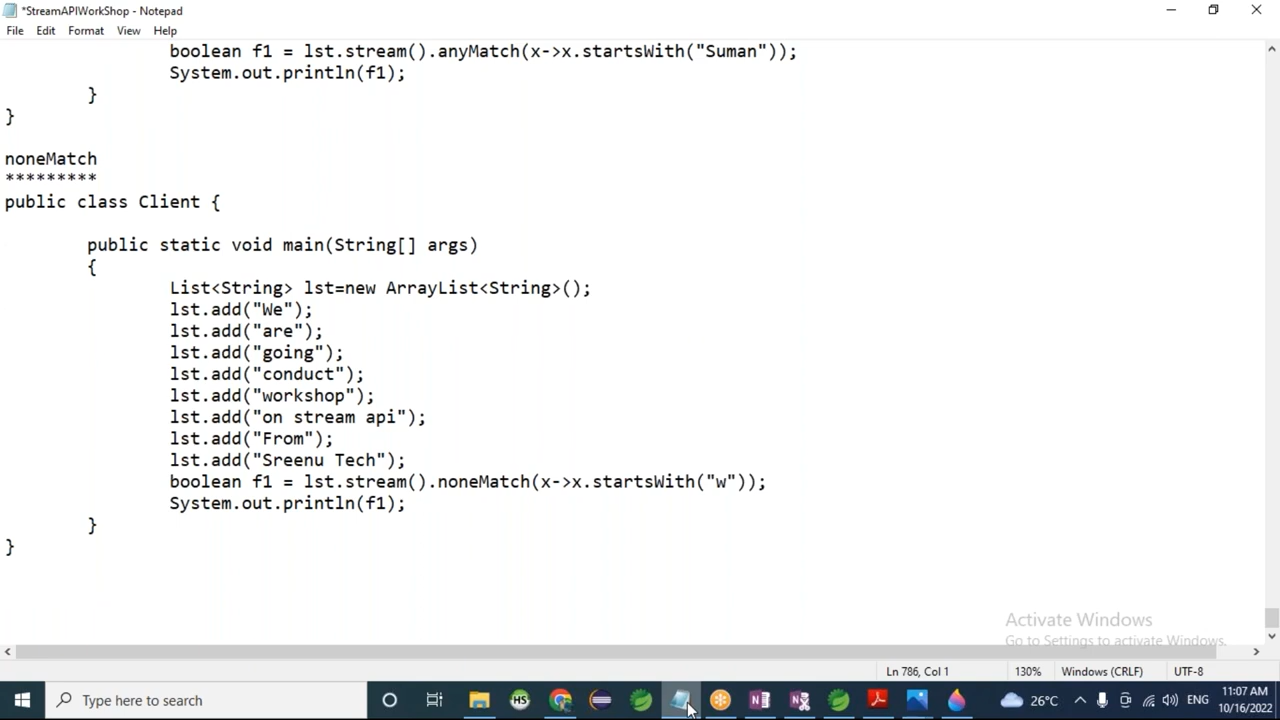 *StreamAPIWorkShop - Notepad
File Edit Format View Help
boolean f1 = lst.stream().anyMatch(x->x.startsWith("Suman"));
System.out.println(f1);
}
}
noneMatch
*********
public class Client {
public static void main(String[] args)
{
List<String> lst=new ArrayList<String>();
lst.add("We");
lst.add("are");
lst.add("going");
lst.add("conduct");
lst.add("workshop");
lst.add("on stream api");
lst.add("From");
lst.add("Sreenu Tech");
boolean f1 = lst.stream().noneMatch(x->x.startsWith("w"));
System.out.println(f1);
}
}
Activate Windows
Go to Settings to activate Windows.
Ln 786, Col 1 130% Windows (CRLF) UTF-8
Type here to search HS 26°C ENG 11:07 AM
10/16/2022